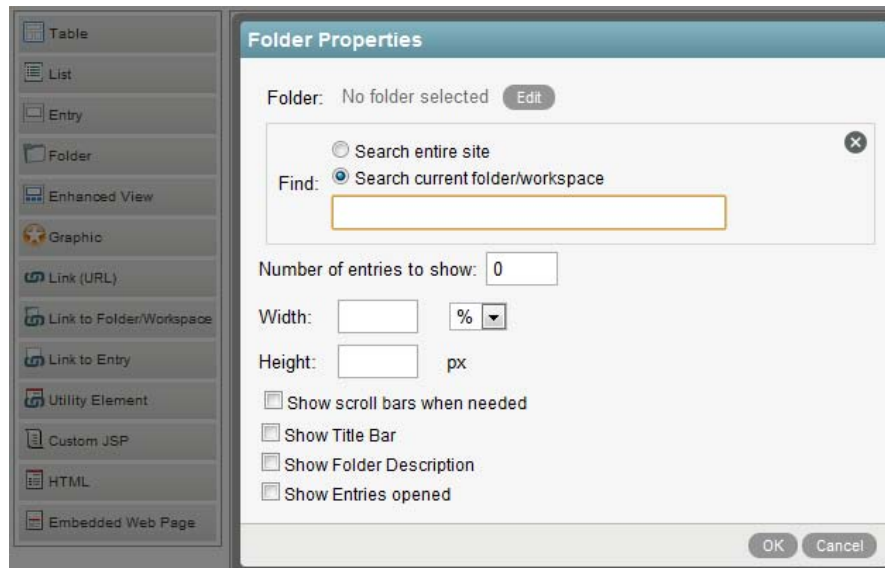 Table
List
Entry
Folder
Enhanced View
Graphic
Link (URL)
Link to Folder/Workspace
Link to Entry
Utility Element
Custom JSP
HTML
Embedded Web Page
Folder Properties
Folder: No folder selected Edit
Search entire site
Find: Search current folder/workspace
Number of entries to show: 0
Width: %
Height: px
Show scroll bars when needed
Show Title Bar
Show Folder Description
Show Entries opened
OK Cancel